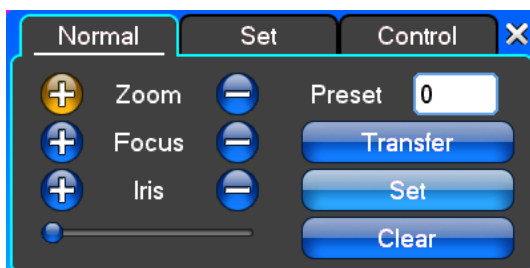 Normal Set Control
Zoom Preset 0
Focus Transfer
Iris Set
Clear